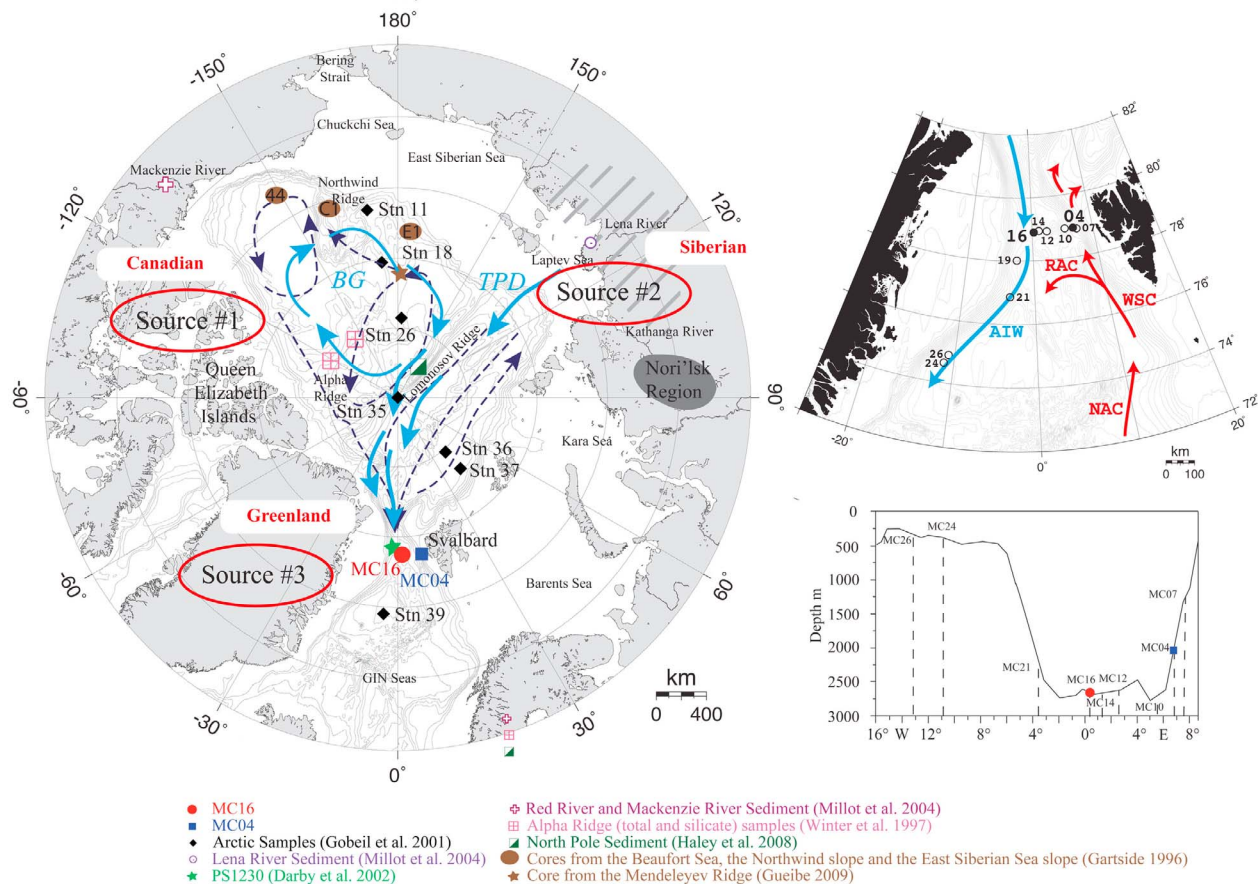 180°
-150°
150°
Bering
Strait
Chuckchi Sea
East Siberian Sea
Mackenzie River
Northwind
Ridge
-120°
120°
44
C1
Stn 11
E1
Lena River
Stn 18
Laptev Sea
Siberian
Canadian
BG
TPD
Source #1
Source #2
Stn 26
Kathanga River
Lomonosov Ridge
Nori'lsk
Region
Queen
Elizabeth
Islands
Alpha
Ridge
Stn 35
-90°
90°
Kara Sea
Stn 36
Stn 37
Greenland
Svalbard
Source #3
MC16
MC04
Barents Sea
-60°
60°
Stn 39
GIN Seas
km
0 400
-30°
30°
0°
82°
80°
78°
76°
74°
72°
14
16
12
04
07
10
19
RAC
21
WSC
AIW
26
24
NAC
-20°
20°
0°
km
0 100
0
500
1000
1500
2000
2500
3000
Depth m
MC26
MC24
MC07
MC04
MC21
MC16
MC12
MC14
MC10
16° W 12° 8° 4° 0° 4° E 8°
MC16
MC04
Arctic Samples (Gobeil et al. 2001)
Lena River Sediment (Millot et al. 2004)
PS1230 (Darby et al. 2002)
Red River and Mackenzie River Sediment (Millot et al. 2004)
Alpha Ridge (total and silicate) samples (Winter et al. 1997)
North Pole Sediment (Haley et al. 2008)
Cores from the Beaufort Sea, the Northwind slope and the East Siberian Sea slope (Gartside 1996)
Core from the Mendeleyev Ridge (Gueibe 2009)